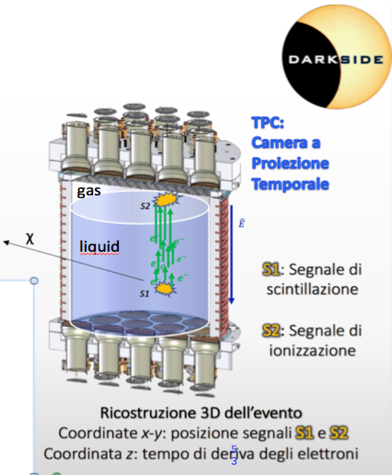 DARKSIDE
TPC:
Camera a
Proiezione
Temporale
gas
S2
E
χ
liquid
e⁻
e⁻
e⁻
e⁻
S1
S1: Segnale di
scintillazione
S2: Segnale di
ionizzazione
Ricostruzione 3D dell'evento
Coordinate x-y: posizione segnali S1 e S2
Coordinata z: tempo di deriva degli elettroni